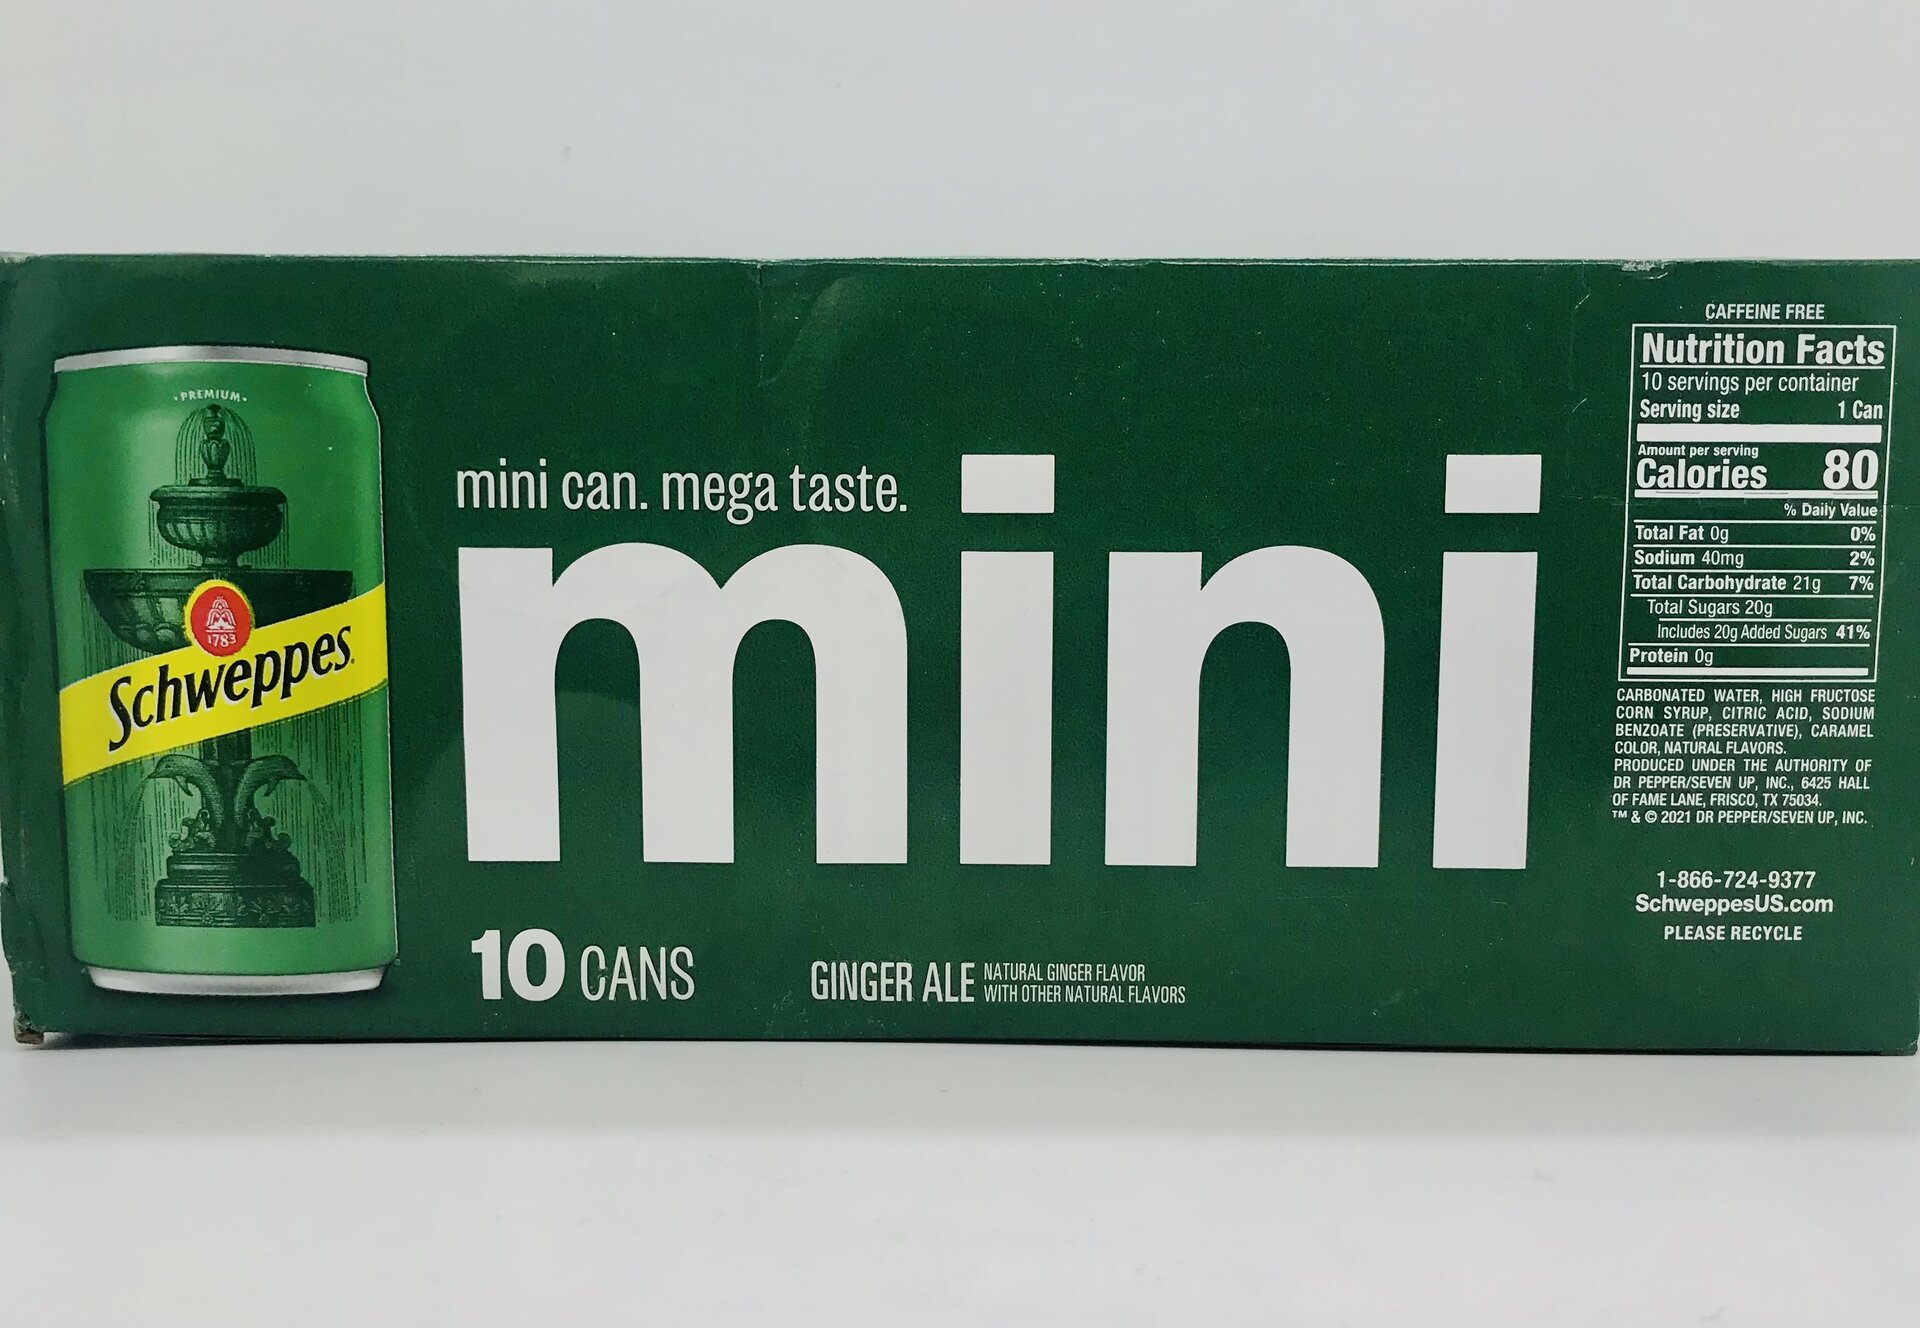 ·PREMIUM·
1783
Schweppes
mini can. mega taste.
mini
10 CANS
GINGER ALE
NATURAL GINGER FLAVOR
WITH OTHER NATURAL FLAVORS
CAFFEINE FREE
Nutrition Facts
10 servings per container
Serving size 1 Can
Amount per serving
Calories 80
% Daily Value
Total Fat 0g 0%
Sodium 40mg 2%
Total Carbohydrate 21g 7%
Total Sugars 20g
Includes 20g Added Sugars 41%
Protein 0g
CARBONATED WATER, HIGH FRUCTOSE
CORN SYRUP, CITRIC ACID, SODIUM
BENZOATE (PRESERVATIVE), CARAMEL
COLOR, NATURAL FLAVORS.
PRODUCED UNDER THE AUTHORITY OF
DR PEPPER/SEVEN UP, INC., 6425 HALL
OF FAME LANE, FRISCO, TX 75034.
™ & © 2021 DR PEPPER/SEVEN UP, INC.
1-866-724-9377
SchweppesUS.com
PLEASE RECYCLE